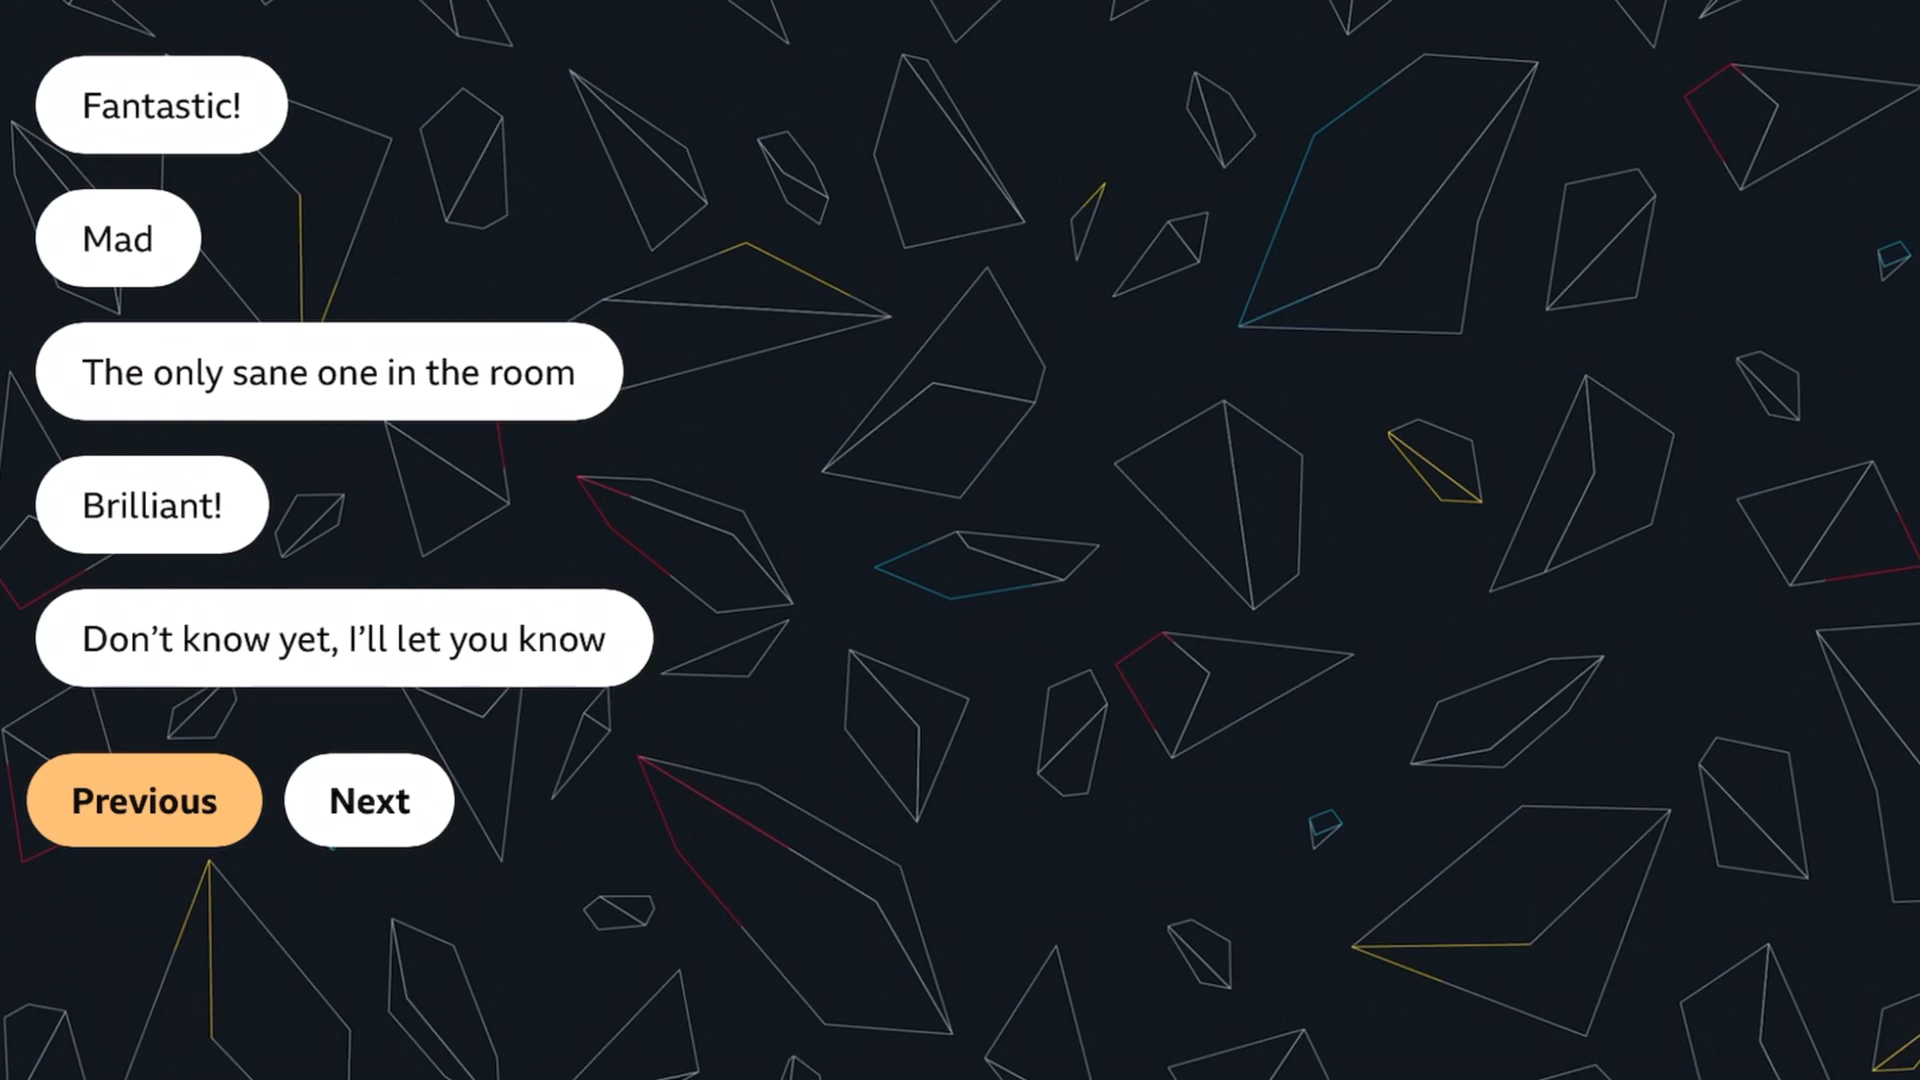 Fantastic!
Mad
The only sane one in the room
Brilliant!
Don’t know yet, I’ll let you know
Previous
Next